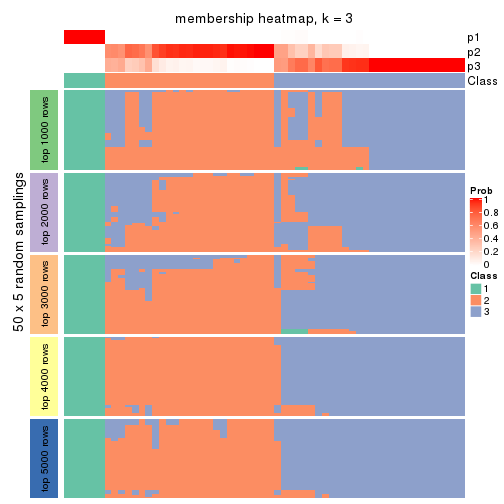 membership heatmap, k = 3
p1
p2
p3
Class
50 x 5 random samplings
top 1000 rows
top 2000 rows
top 3000 rows
top 4000 rows
top 5000 rows
Prob
1
0.8
0.6
0.4
0.2
0
Class
1
2
3